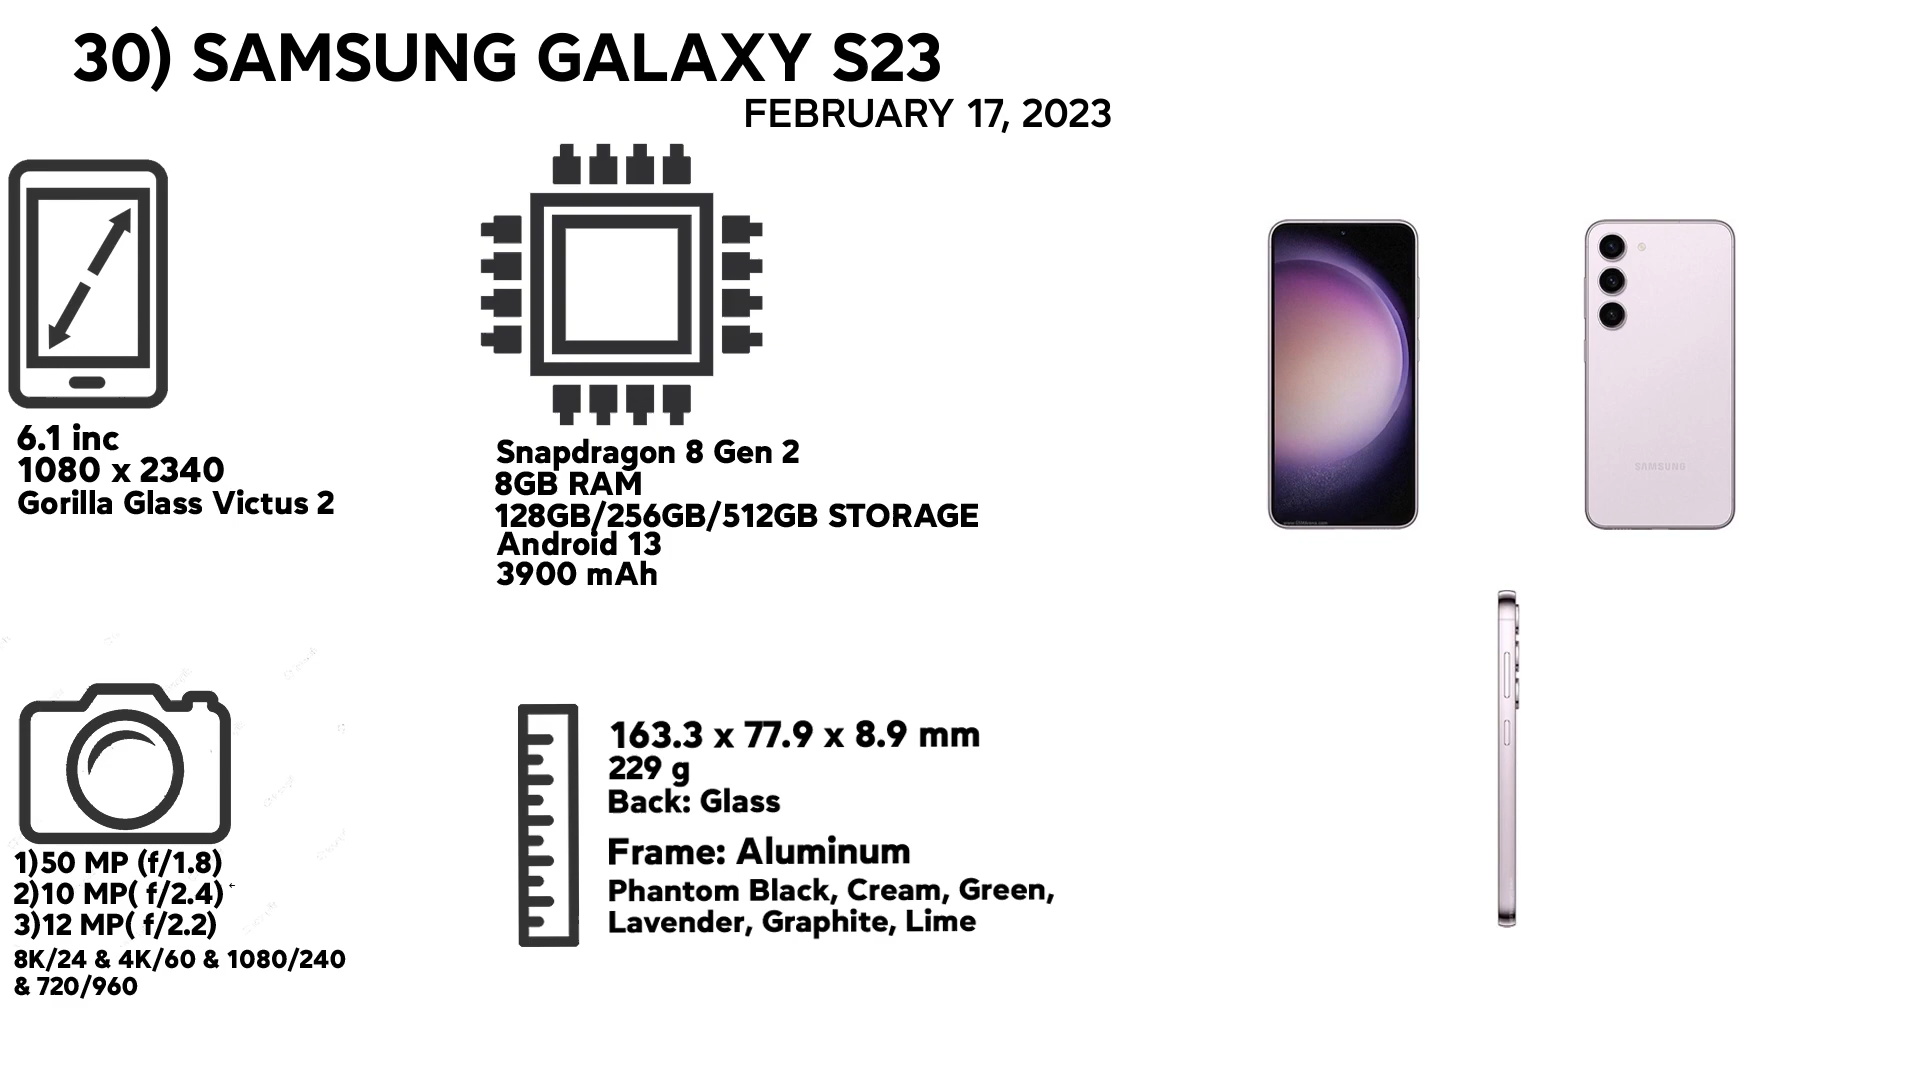 30) SAMSUNG GALAXY S23
FEBRUARY 17, 2023
6.1 inc
1080 x 2340
Gorilla Glass Victus 2
Snapdragon 8 Gen 2
8GB RAM
128GB/256GB/512GB STORAGE
Android 13
3900 mAh
SAMSUNG
1)50 MP (f/1.8)
2)10 MP( f/2.4)
3)12 MP( f/2.2)
8K/24 & 4K/60 & 1080/240
& 720/960
163.3 x 77.9 x 8.9 mm
229 g
Back: Glass
Frame: Aluminum
Phantom Black, Cream, Green,
Lavender, Graphite, Lime